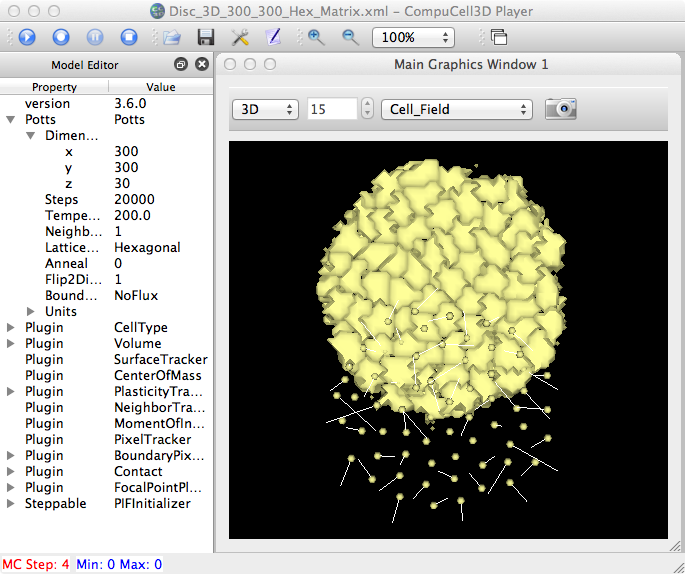 Disc_3D_300_300_Hex_Matrix.xml – CompuCell3D Player
100%
Model Editor
Main Graphics Window 1
Property Value
version 3.6.0
Potts Potts
Dimen...
x 300
y 300
z 30
Steps 20000
Tempe... 200.0
Neighb... 1
Lattice... Hexagonal
Anneal 0
Flip2Di... 1
Bound... NoFlux
Units
Plugin CellType
Plugin Volume
Plugin SurfaceTracker
Plugin CenterOfMass
Plugin PlasticityTra...
Plugin NeighborTra...
Plugin MomentOfIn...
Plugin PixelTracker
Plugin BoundaryPix...
Plugin Contact
Plugin FocalPointPl...
Steppable PIFInitializer
3D 15 Cell_Field
MC Step: 4 Min: 0 Max: 0